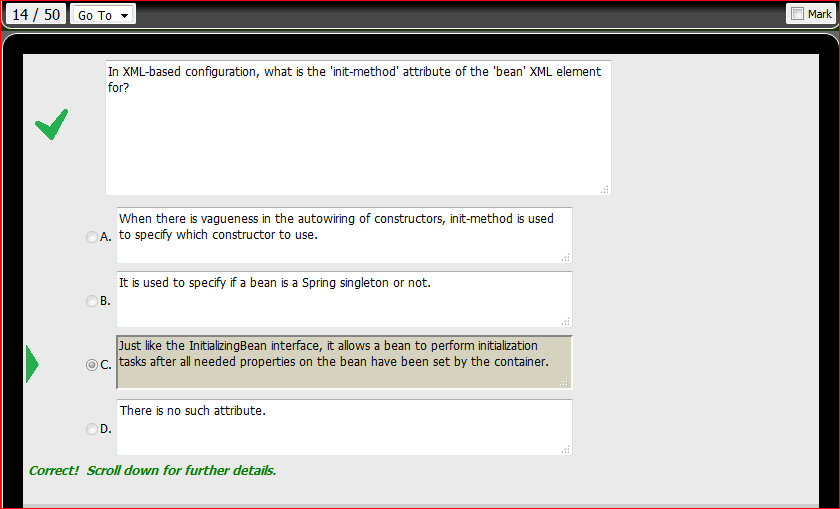 14 / 50 Go To Mark
In XML-based configuration, what is the 'init-method' attribute of the 'bean' XML element
for?
A. When there is vagueness in the autowiring of constructors, init-method is used
to specify which constructor to use.
B. It is used to specify if a bean is a Spring singleton or not.
C. Just like the InitializingBean interface, it allows a bean to perform initialization
tasks after all needed properties on the bean have been set by the container.
D. There is no such attribute.
Correct! Scroll down for further details.